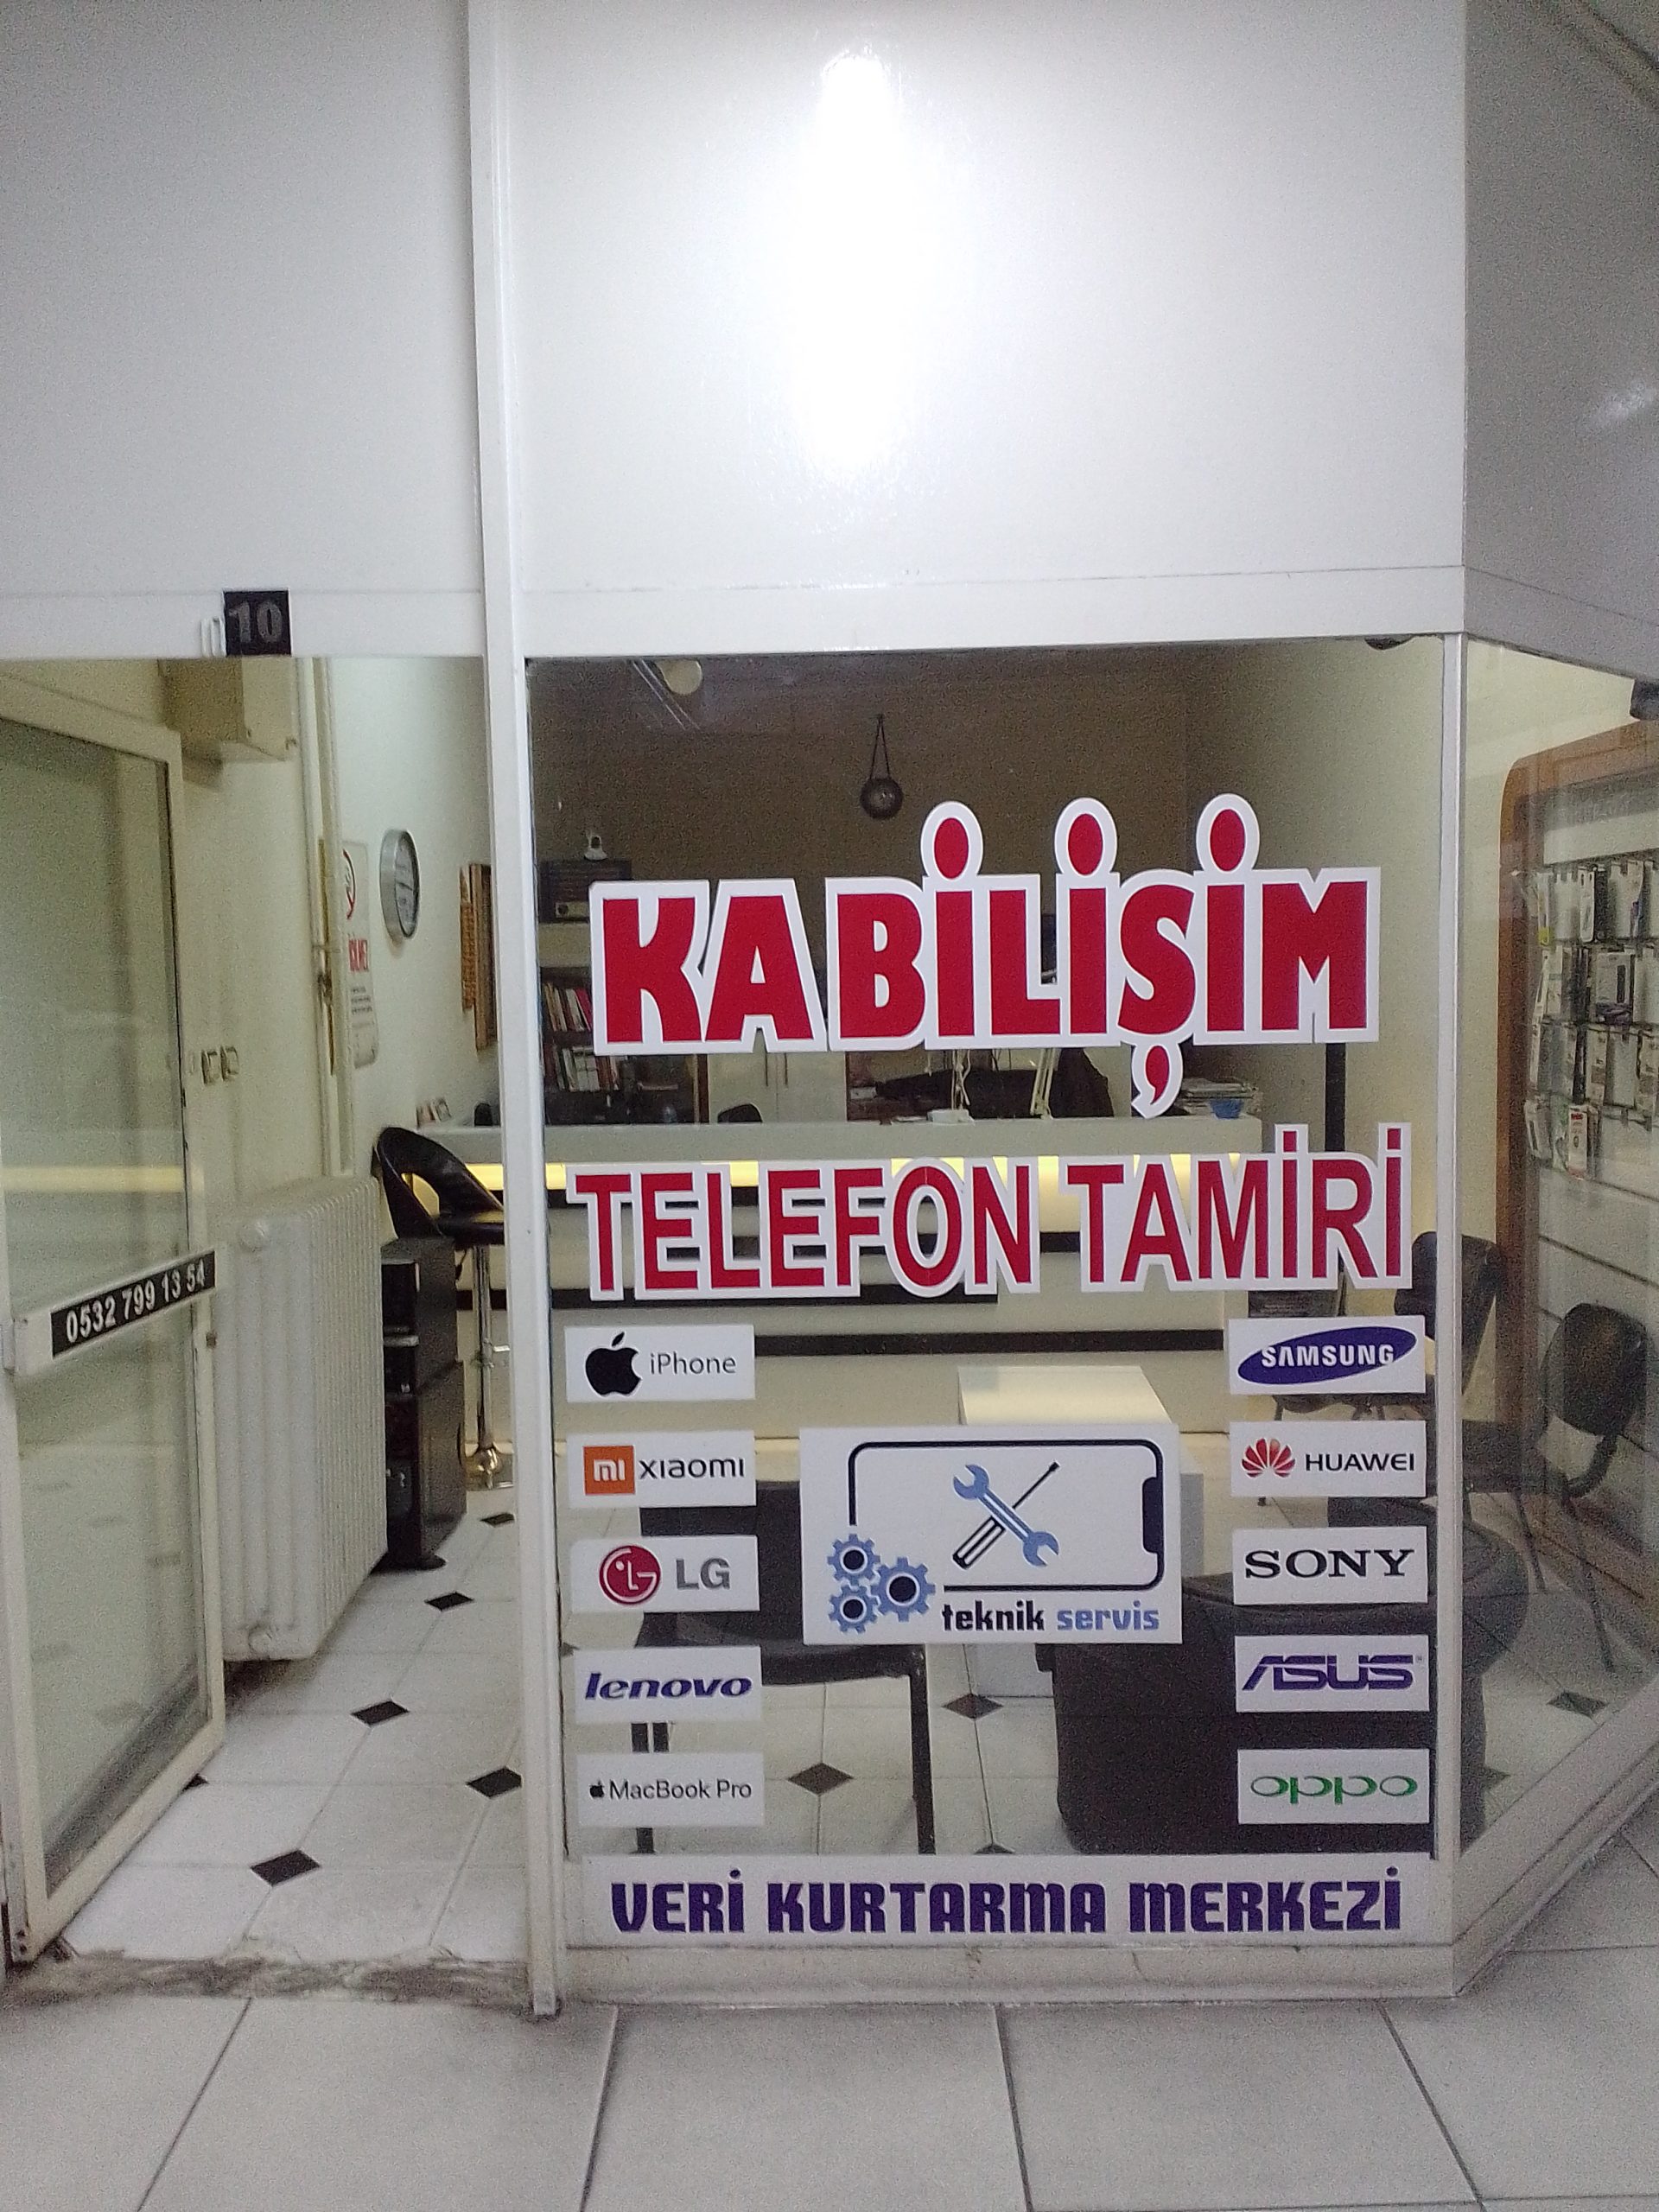 10
KA BİLİŞİM
TELEFON TAMİRİ
0532 799 13 54
iPhone
SAMSUNG
mi xiaomi
HUAWEI
LG LG
SONY
teknik servis
lenovo
ASUS
MacBook Pro
oppo
VERİ KURTARMA MERKEZİ